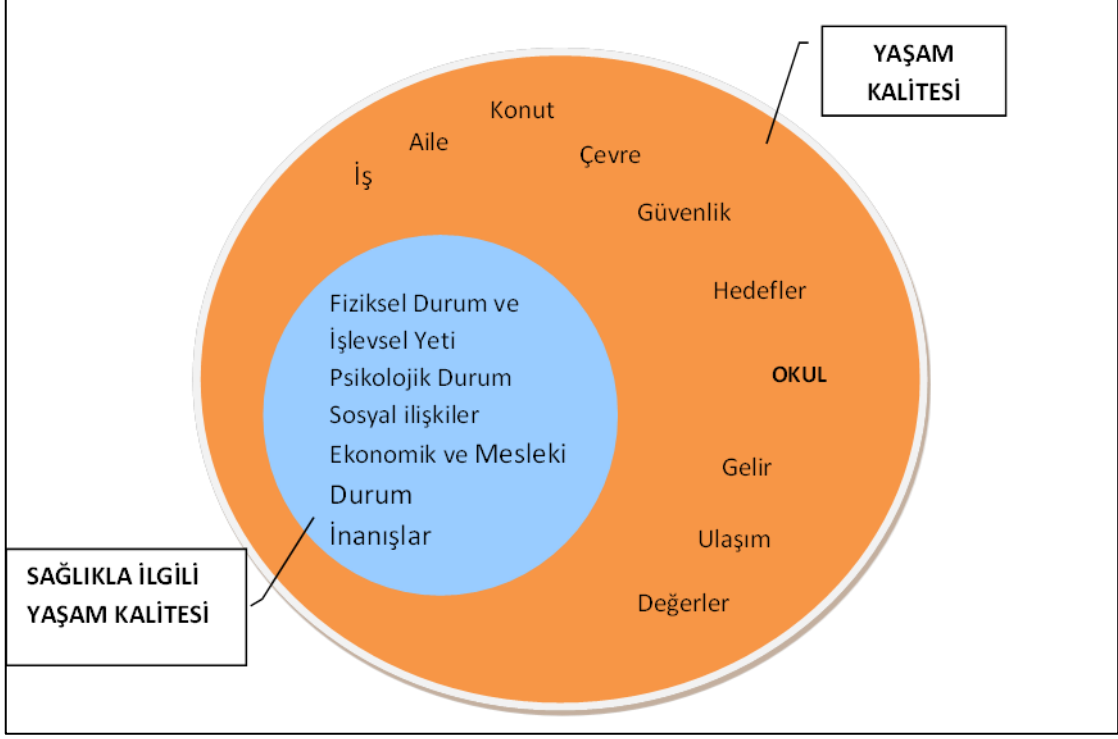 YAŞAM
KALİTESİ
Konut
Aile
Çevre
İş
Güvenlik
Hedefler
OKUL
Gelir
Ulaşım
Değerler
Fiziksel Durum ve
İşlevsel Yeti
Psikolojik Durum
Sosyal ilişkiler
Ekonomik ve Mesleki
Durum
İnanışlar
SAĞLIKLA İLGİLİ
YAŞAM KALİTESİ